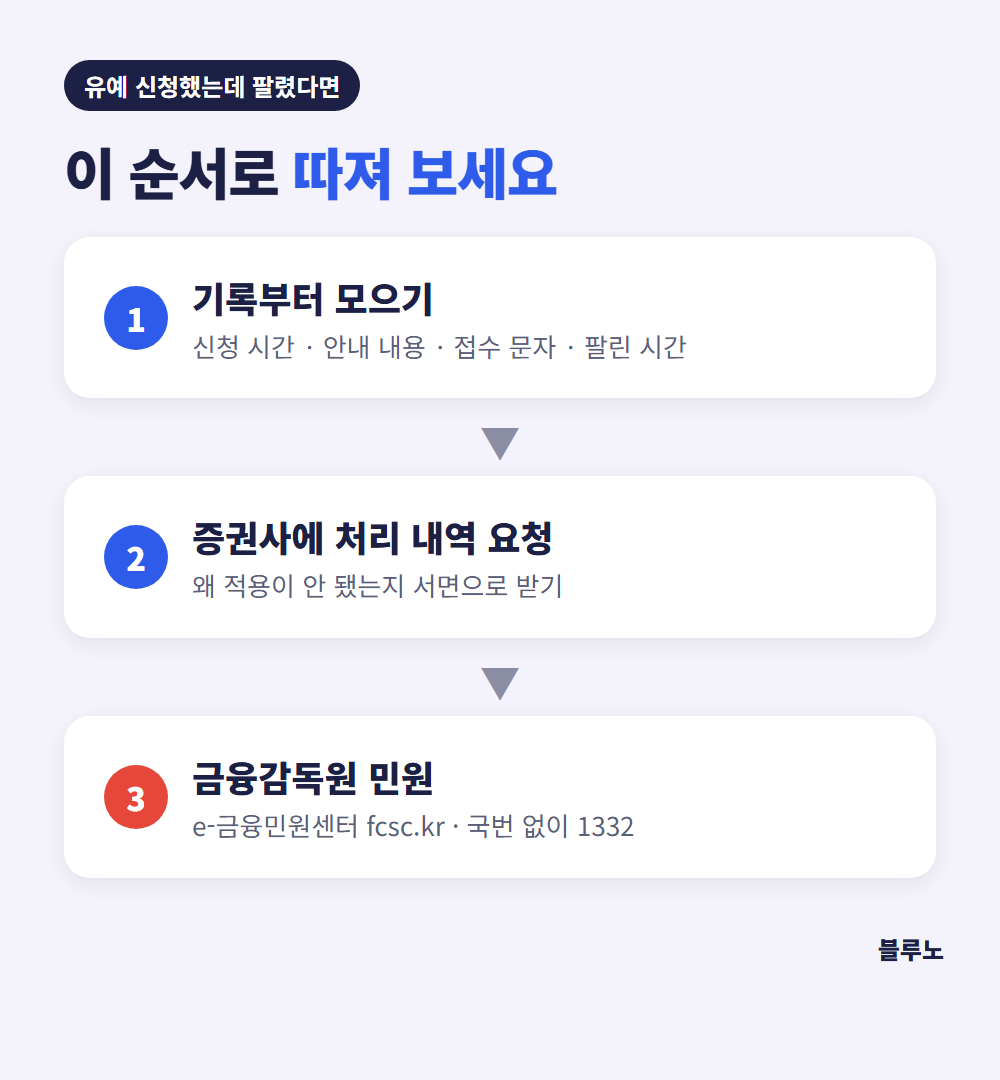 유예 신청했는데 팔렸다면
이 순서로 따져 보세요
1
기록부터 모으기
신청 시간 · 안내 내용 · 접수 문자 · 팔린 시간
2
증권사에 처리 내역 요청
왜 적용이 안 됐는지 서면으로 받기
3
금융감독원 민원
e-금융민원센터 fcsc.kr · 국번 없이 1332
블루노